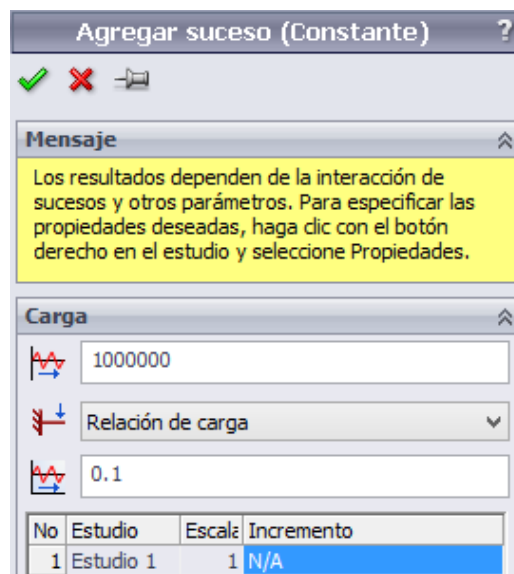 Agregar suceso (Constante) ?
Mensaje
Los resultados dependen de la interacción de
sucesos y otros parámetros. Para especificar las
propiedades deseadas, haga clic con el botón
derecho en el estudio y seleccione Propiedades.
Carga
1000000
Relación de carga
0.1
No Estudio Escala Incremento
1 Estudio 1 1 N/A